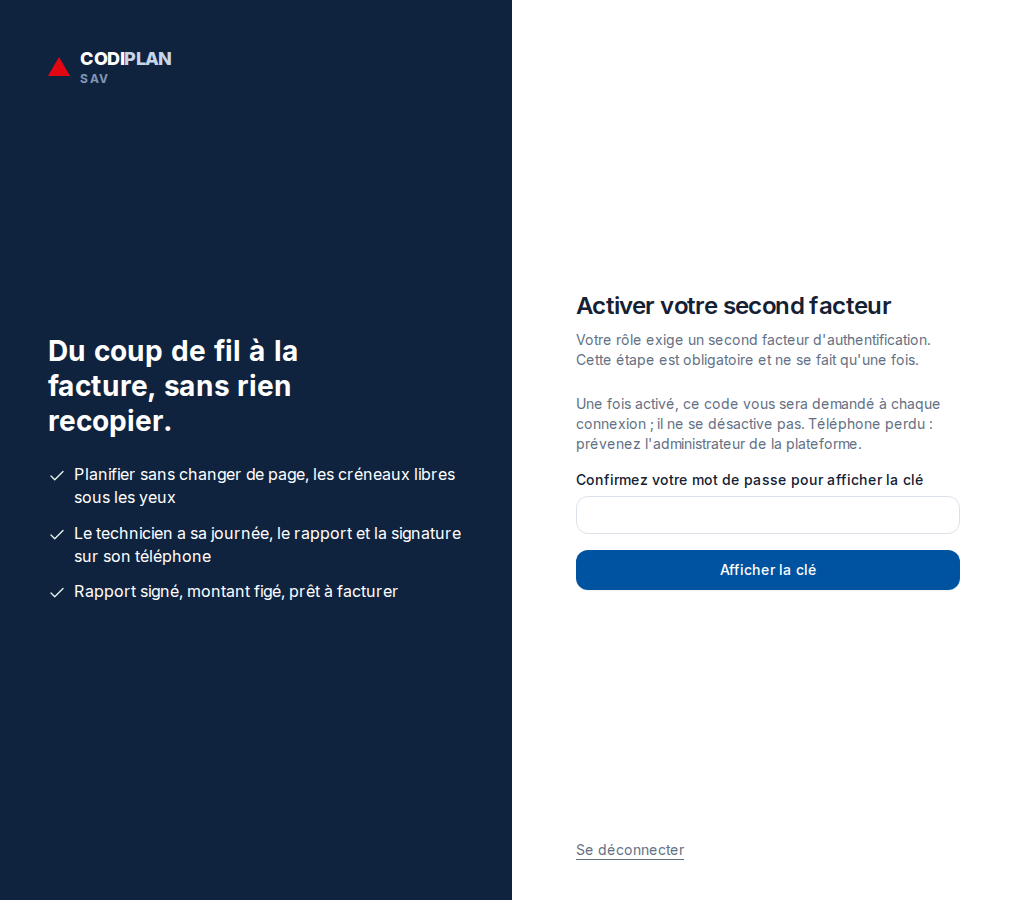 CODIPLAN
SAV
Du coup de fil à la
facture, sans rien
recopier.
Planifier sans changer de page, les créneaux libres
sous les yeux
Le technicien a sa journée, le rapport et la signature
sur son téléphone
Rapport signé, montant figé, prêt à facturer
Activer votre second facteur
Votre rôle exige un second facteur d'authentification.
Cette étape est obligatoire et ne se fait qu'une fois.
Une fois activé, ce code vous sera demandé à chaque
connexion ; il ne se désactive pas. Téléphone perdu :
prévenez l'administrateur de la plateforme.
Confirmez votre mot de passe pour afficher la clé
Afficher la clé
Se déconnecter